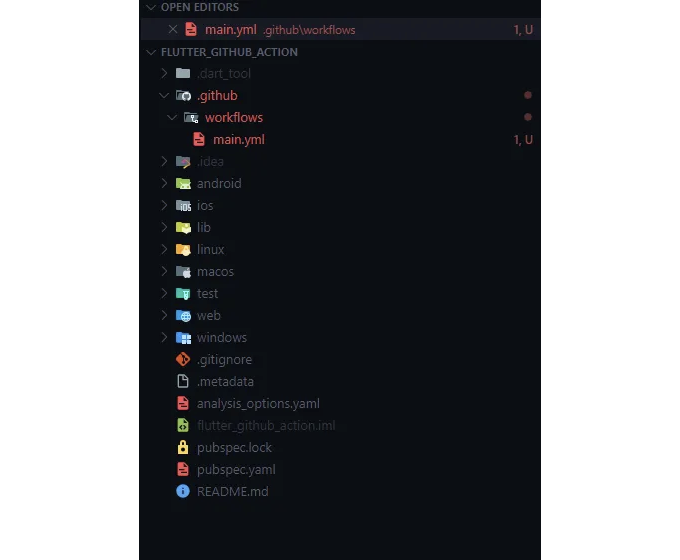 OPEN EDITORS
main.yml .github\workflows 1, U
FLUTTER_GITHUB_ACTION
.dart_tool
.github
workflows
main.yml 1, U
.idea
android
ios
lib
linux
macos
test
web
windows
.gitignore
.metadata
analysis_options.yaml
flutter_github_action.iml
pubspec.lock
pubspec.yaml
README.md